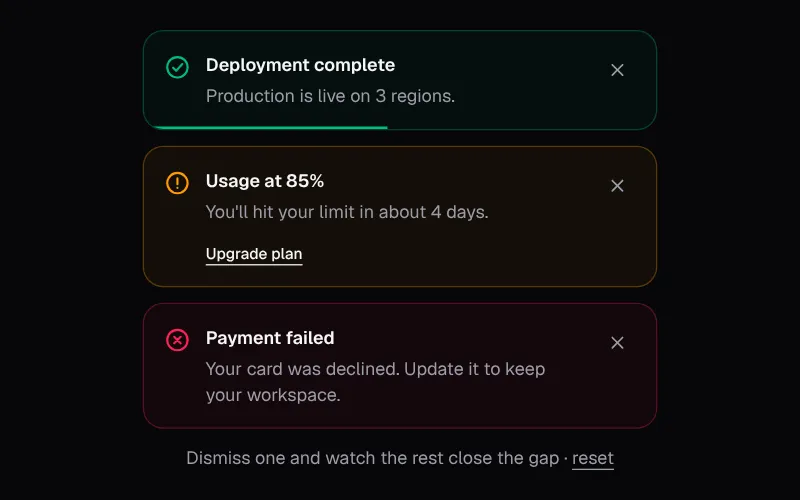 Deployment complete
Production is live on 3 regions.
Usage at 85%
You'll hit your limit in about 4 days.
Upgrade plan
Payment failed
Your card was declined. Update it to keep
your workspace.
Dismiss one and watch the rest close the gap · reset